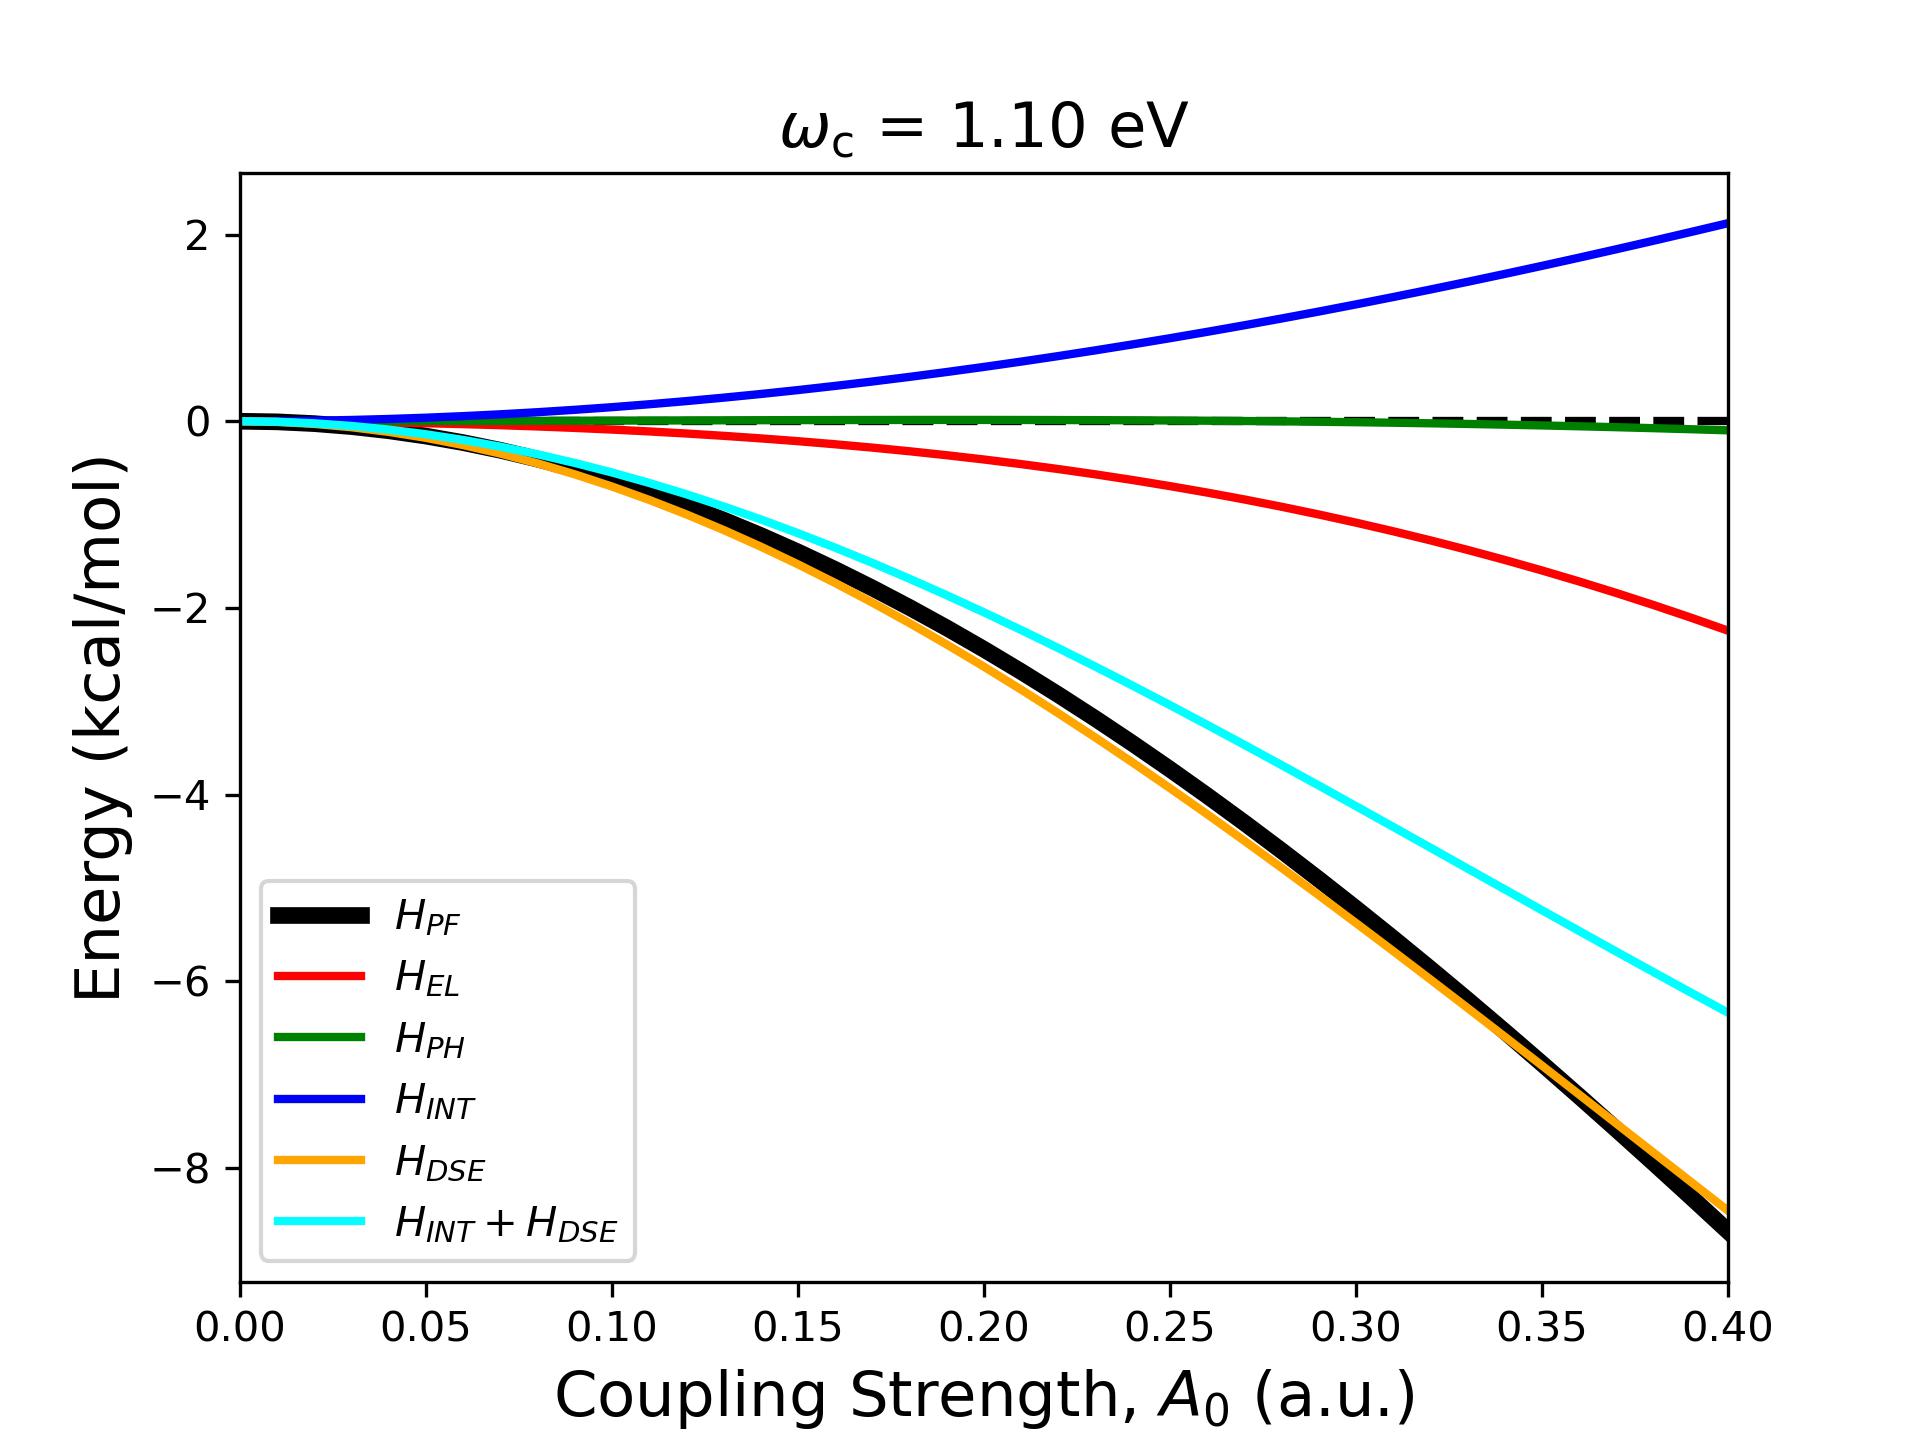 ω_c = 1.10 eV
Energy (kcal/mol)
2
0
−2
−4
−6
−8
H_PF
H_EL
H_PH
H_INT
H_DSE
H_INT + H_DSE
0.00 0.05 0.10 0.15 0.20 0.25 0.30 0.35 0.40
Coupling Strength, A_0 (a.u.)